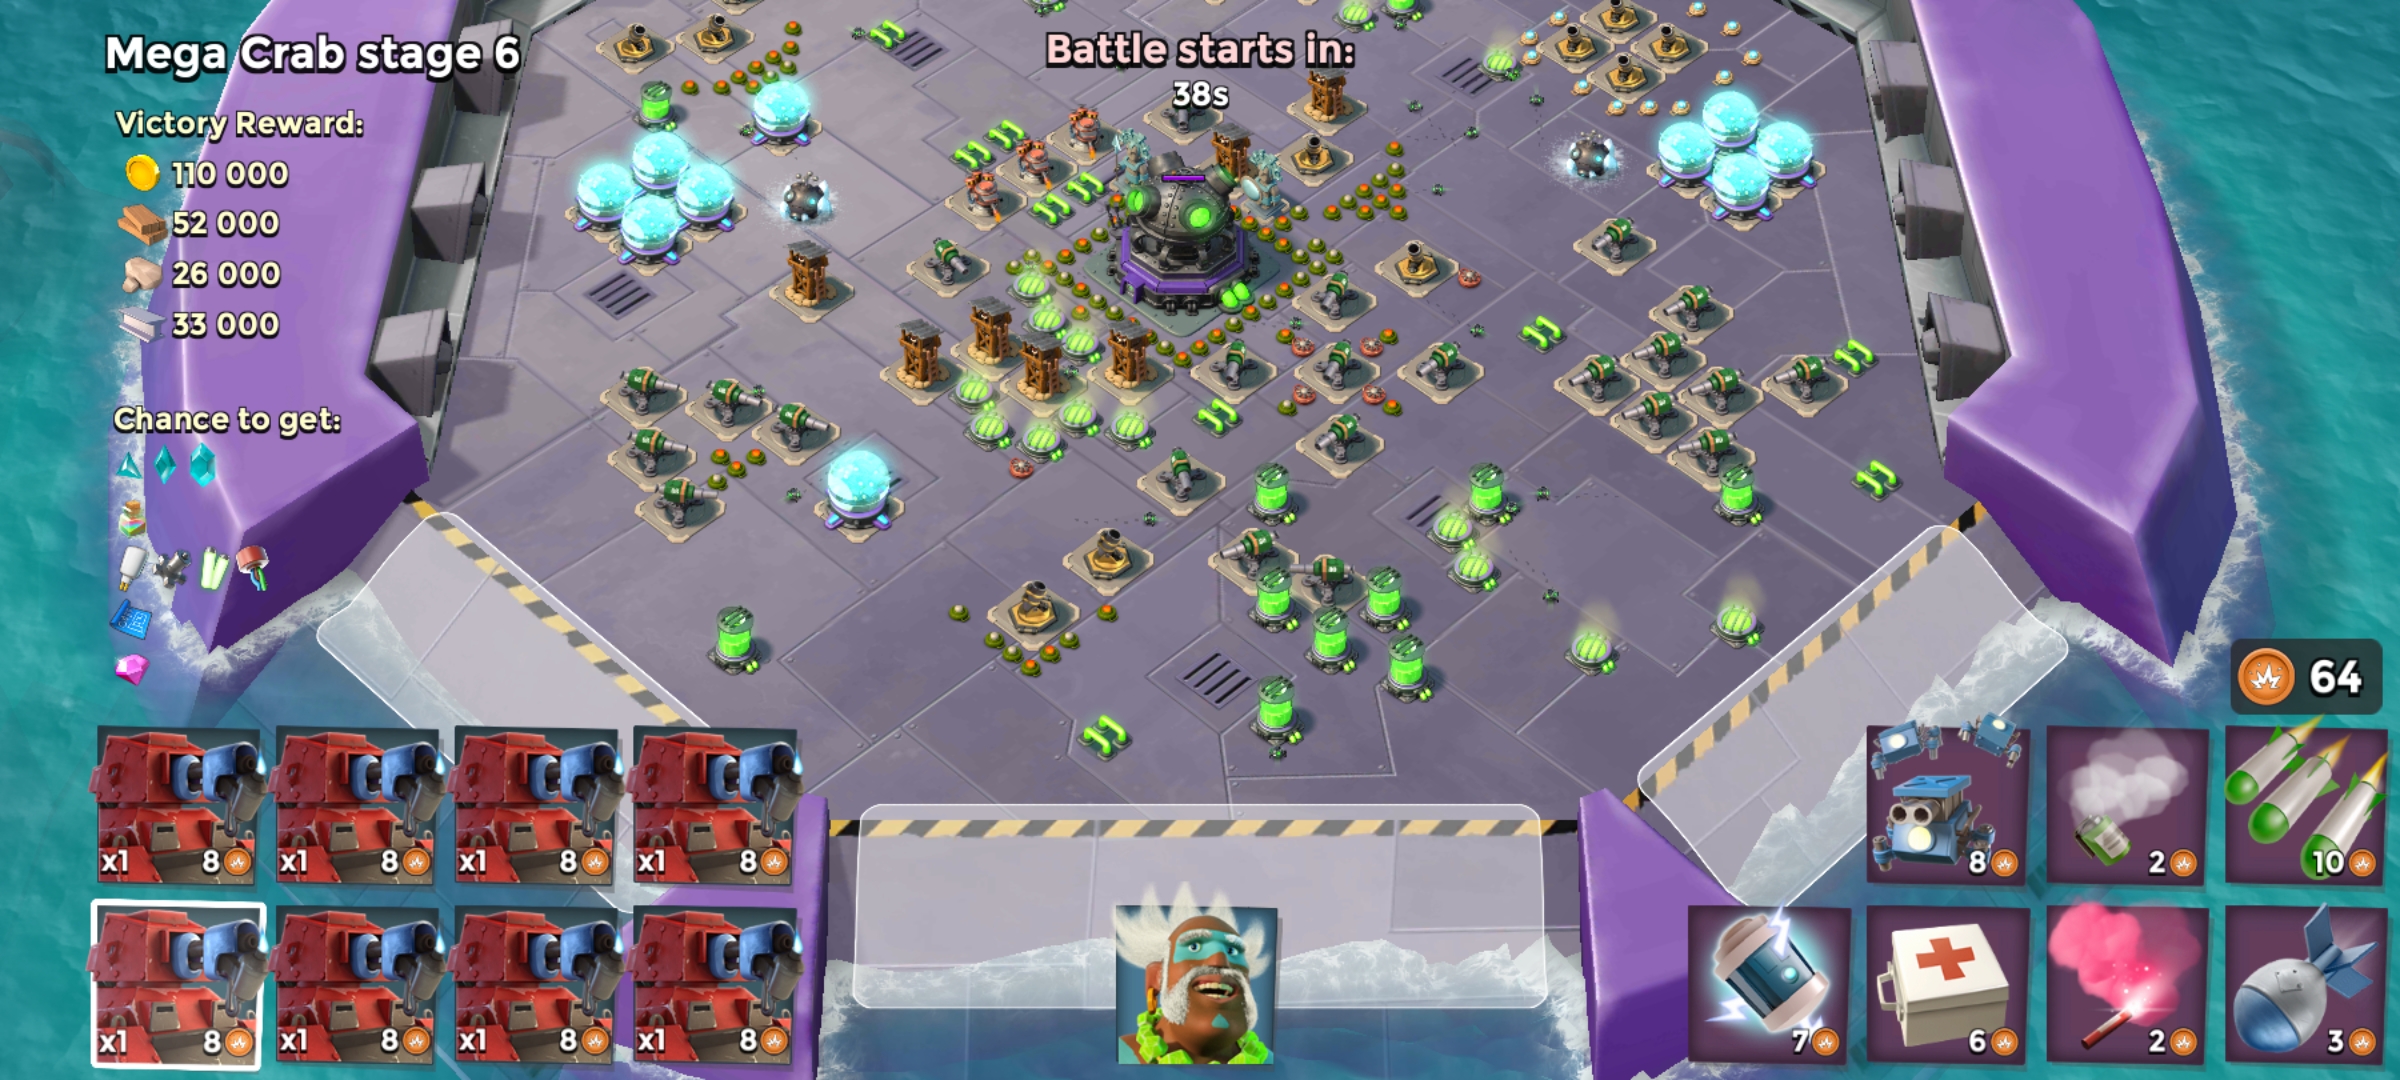 Mega Crab stage 6
Battle starts in:
38s
Victory Reward:
110 000
52 000
26 000
33 000
Chance to get:
64
x1 8
x1 8
x1 8
x1 8
8
2
10
x1 8
x1 8
x1 8
x1 8
7
6
2
3